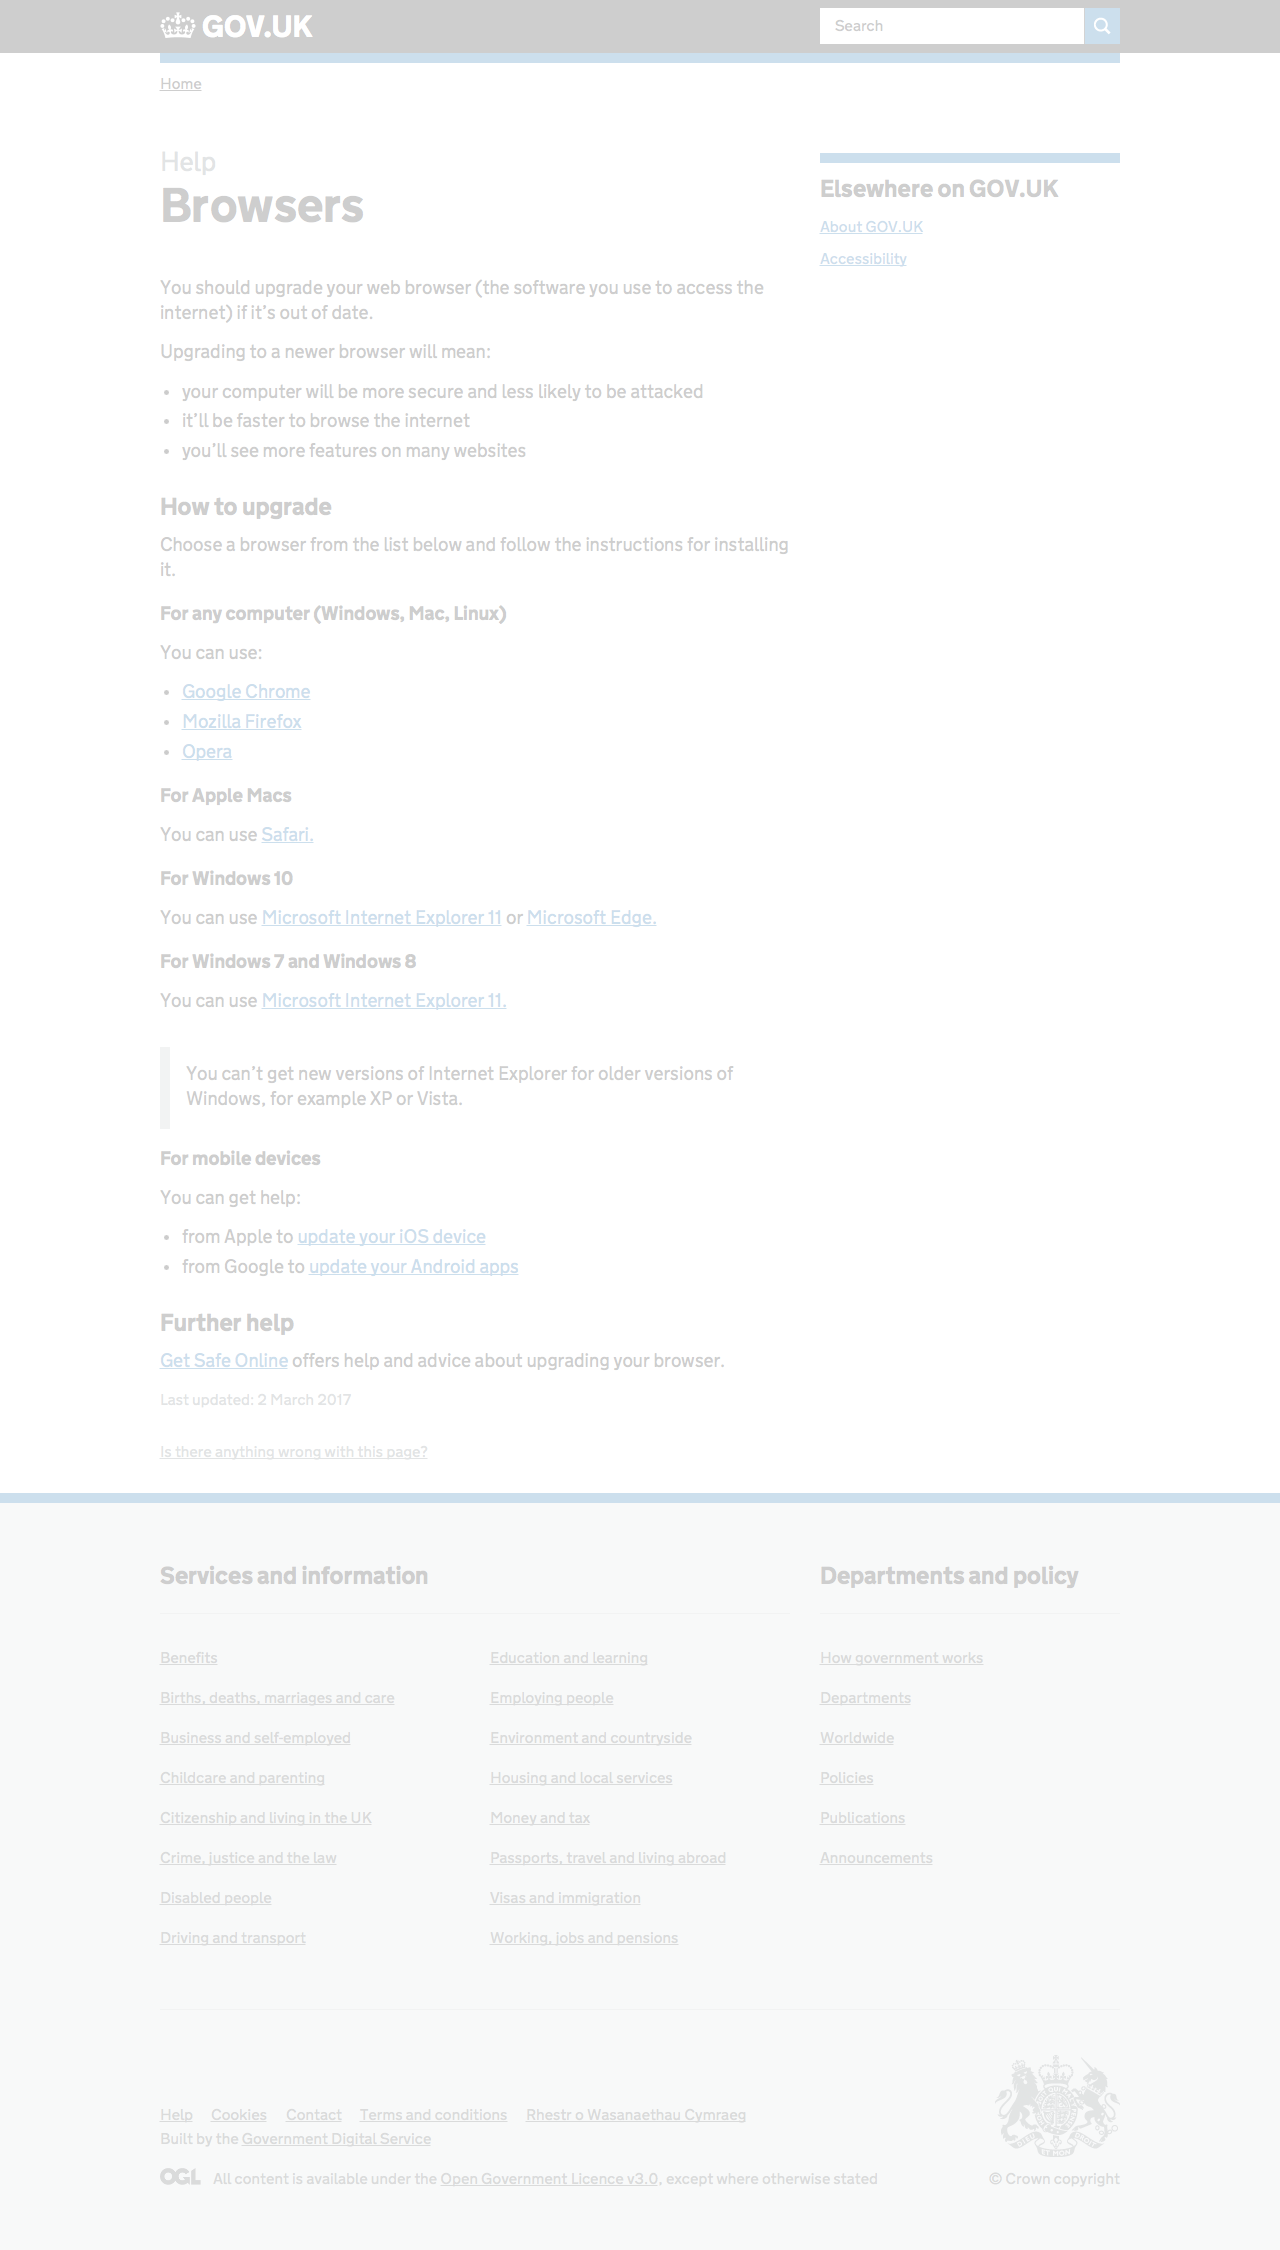 GOV.UK
Search
Home
Help
Browsers
You should upgrade your web browser (the software you use to access the
internet) if it’s out of date.
Upgrading to a newer browser will mean:
• your computer will be more secure and less likely to be attacked
• it’ll be faster to browse the internet
• you’ll see more features on many websites
How to upgrade
Choose a browser from the list below and follow the instructions for installing
it.
For any computer (Windows, Mac, Linux)
You can use:
• Google Chrome
• Mozilla Firefox
• Opera
For Apple Macs
You can use Safari.
For Windows 10
You can use Microsoft Internet Explorer 11 or Microsoft Edge.
For Windows 7 and Windows 8
You can use Microsoft Internet Explorer 11.
You can’t get new versions of Internet Explorer for older versions of
Windows, for example XP or Vista.
For mobile devices
You can get help:
• from Apple to update your iOS device
• from Google to update your Android apps
Further help
Get Safe Online offers help and advice about upgrading your browser.
Last updated: 2 March 2017
Is there anything wrong with this page?
Elsewhere on GOV.UK
About GOV.UK
Accessibility
Services and information
Benefits
Births, deaths, marriages and care
Business and self-employed
Childcare and parenting
Citizenship and living in the UK
Crime, justice and the law
Disabled people
Driving and transport
Education and learning
Employing people
Environment and countryside
Housing and local services
Money and tax
Passports, travel and living abroad
Visas and immigration
Working, jobs and pensions
Departments and policy
How government works
Departments
Worldwide
Policies
Publications
Announcements
Help Cookies Contact Terms and conditions Rhestr o Wasanaethau Cymraeg
Built by the Government Digital Service
OGL All content is available under the Open Government Licence v3.0, except where otherwise stated
© Crown copyright